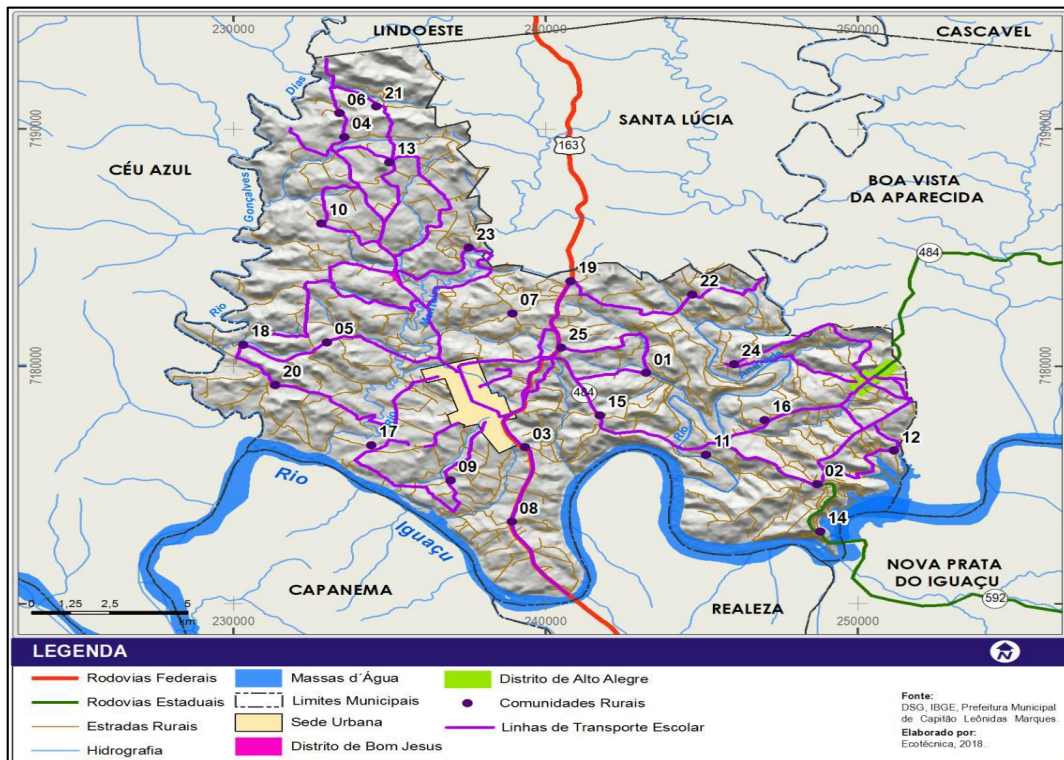 230000
LINDOESTE
240000
250000
CASCAVEL
Dias
06
21
04
7190000
7190000
163
SANTA LÚCIA
13
CÉU AZUL
Gonçalves
BOA VISTA
DA APARECIDA
10
23
484
19
22
Rio
07
18
05
25
24
7180000
7180000
01
20
484
15
16
Rio
Rio
17
03
11
12
09
02
Rio
Iguaçu
08
14
NOVA PRATA
DO IGUAÇU
CAPANEMA
REALEZA
592
0 1,25 2,5 5
km
230000
240000
250000
LEGENDA
N
Rodovias Federais
Massas d´Água
Distrito de Alto Alegre
Rodovias Estaduais
Limites Municipais
Comunidades Rurais
Estradas Rurais
Sede Urbana
Linhas de Transporte Escolar
Hidrografia
Distrito de Bom Jesus
Fonte:
DSG, IBGE, Prefeitura Municipal
de Capitão Leônidas Marques.
Elaborado por:
Ecotécnica, 2018.